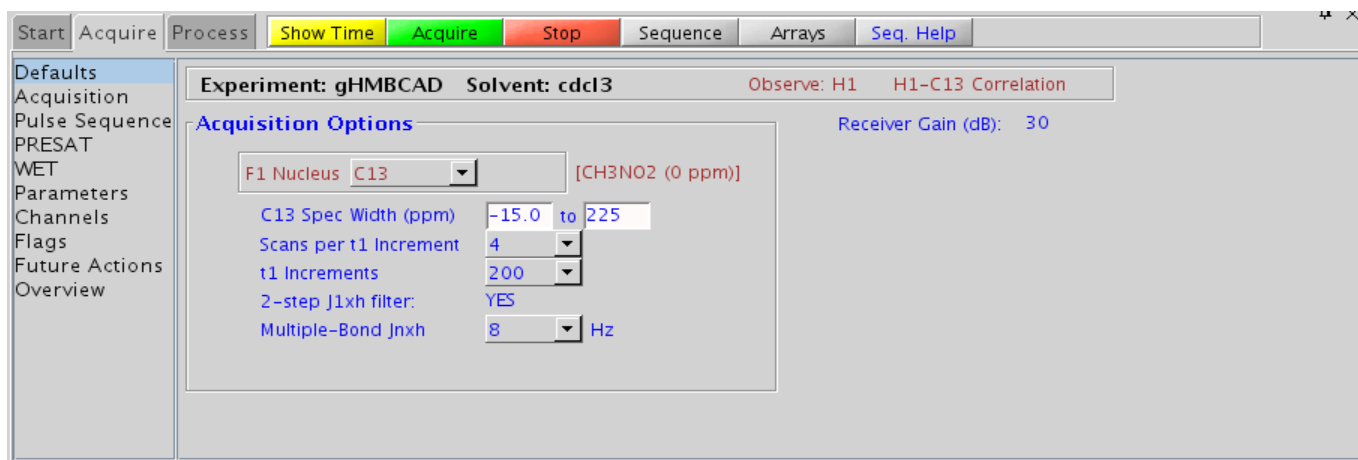 Start Acquire Process Show Time Acquire Stop Sequence Arrays Seq. Help
Defaults
Acquisition
Pulse Sequence
PRESAT
WET
Parameters
Channels
Flags
Future Actions
Overview
Experiment: gHMBCAD Solvent: cdcl3 Observe: H1 H1-C13 Correlation
Acquisition Options
Receiver Gain (dB): 30
F1 Nucleus C13 [CH3NO2 (0 ppm)]
C13 Spec Width (ppm) -15.0 to 225
Scans per t1 Increment 4
t1 Increments 200
2-step J1xh filter: YES
Multiple-Bond Jnxh 8 Hz